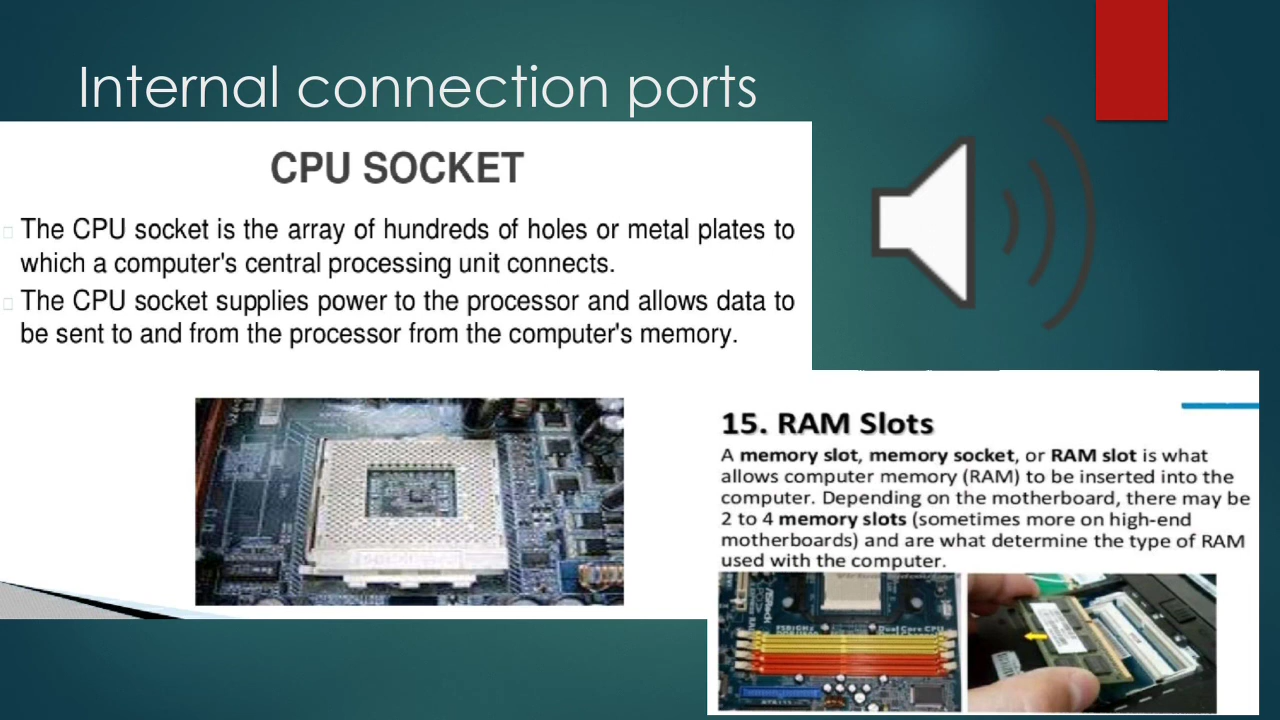 Internal connection ports
CPU SOCKET
The CPU socket is the array of hundreds of holes or metal plates to
which a computer's central processing unit connects.
The CPU socket supplies power to the processor and allows data to
be sent to and from the processor from the computer's memory.
15. RAM Slots
A memory slot, memory socket, or RAM slot is what
allows computer memory (RAM) to be inserted into the
computer. Depending on the motherboard, there may be
2 to 4 memory slots (sometimes more on high-end
motherboards) and are what determine the type of RAM
used with the computer.
Dual Core CPU